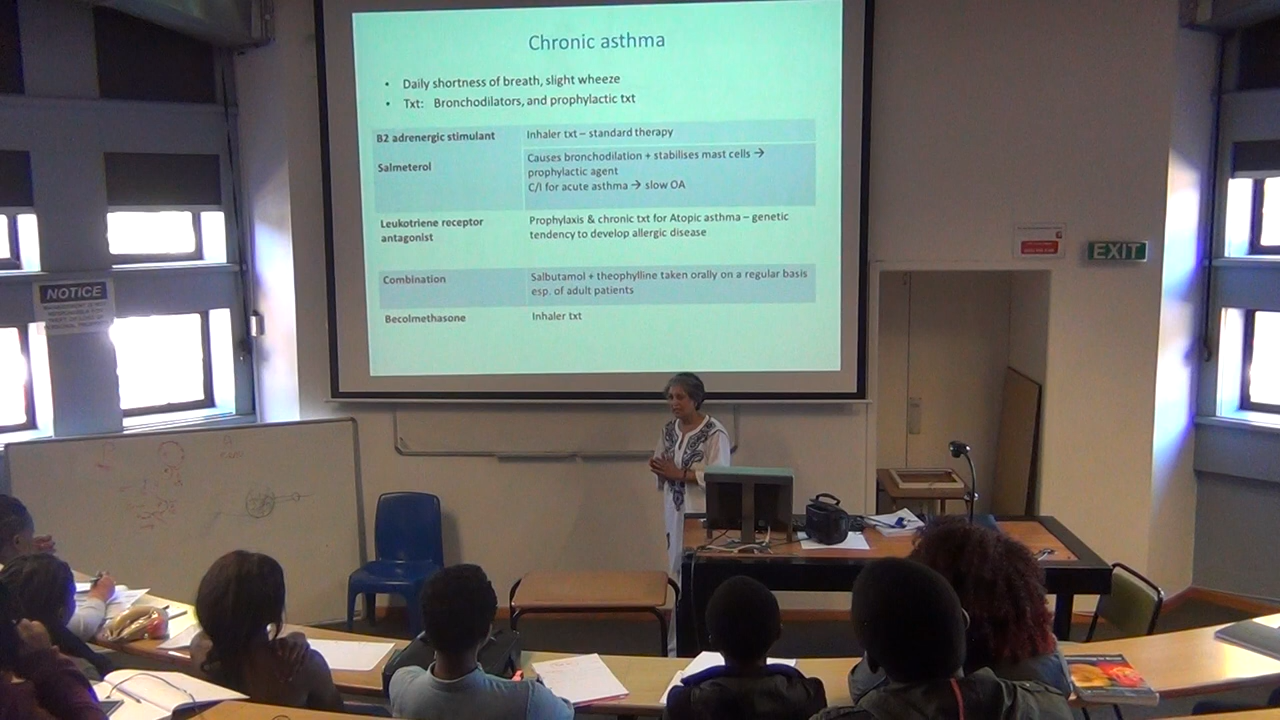 Chronic asthma
• Daily shortness of breath, slight wheeze
• Txt: Bronchodilators, and prophylactic txt
B2 adrenergic stimulant
Inhaler txt – standard therapy
Salmeterol
Causes bronchodilation + stabilises mast cells →
prophylactic agent
C/I for acute asthma → slow OA
Leukotriene receptor
antagonist
Prophylaxis & chronic txt for Atopic asthma – genetic
tendency to develop allergic disease
Combination
Salbutamol + theophylline taken orally on a regular basis
esp. of adult patients
Becolmethasone
Inhaler txt
NOTICE
EXIT